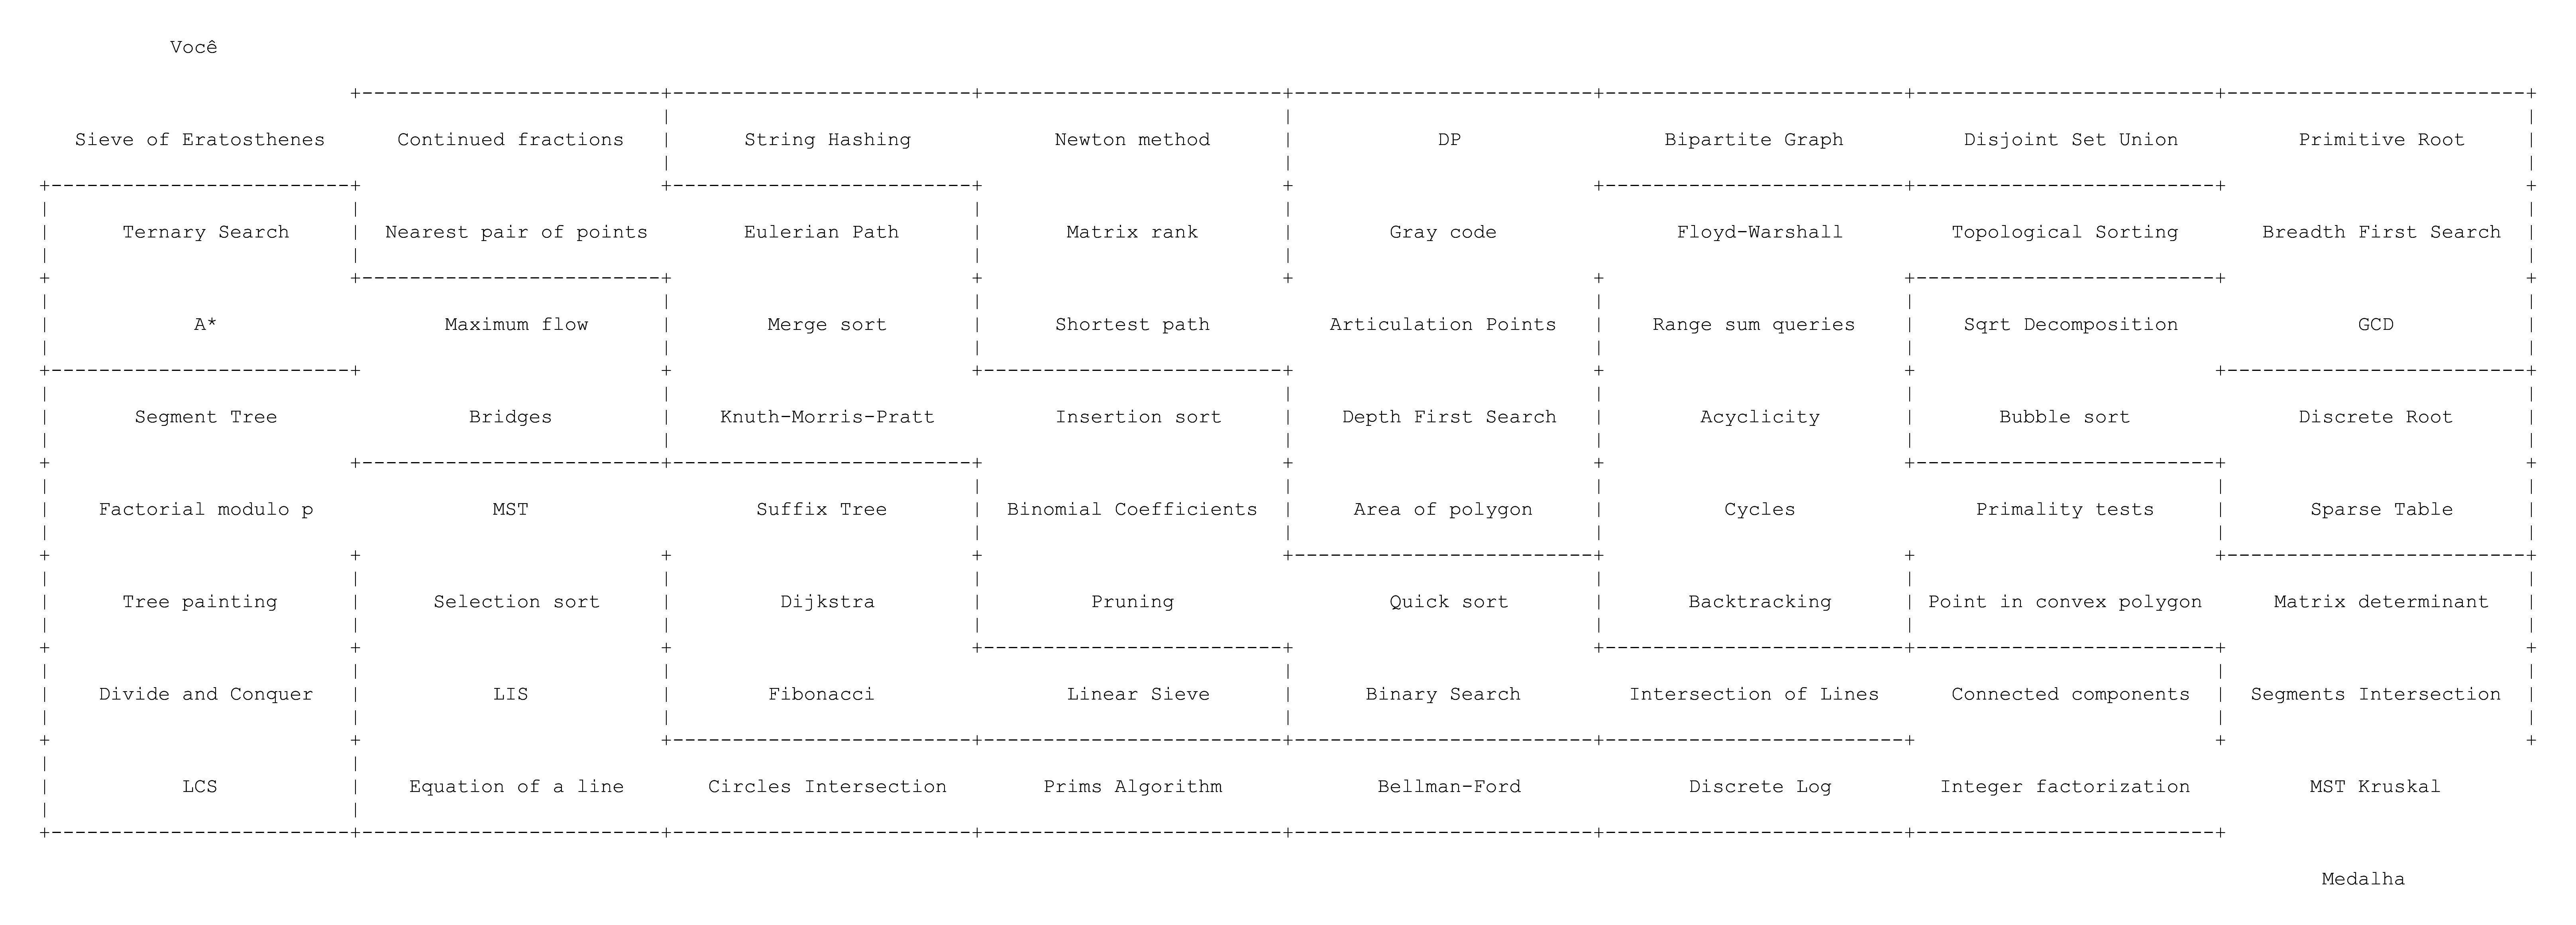 Você
Sieve of Eratosthenes Continued fractions String Hashing Newton method DP Bipartite Graph Disjoint Set Union Primitive Root
Ternary Search Nearest pair of points Eulerian Path Matrix rank Gray code Floyd-Warshall Topological Sorting Breadth First Search
A* Maximum flow Merge sort Shortest path Articulation Points Range sum queries Sqrt Decomposition GCD
Segment Tree Bridges Knuth-Morris-Pratt Insertion sort Depth First Search Acyclicity Bubble sort Discrete Root
Factorial modulo p MST Suffix Tree Binomial Coefficients Area of polygon Cycles Primality tests Sparse Table
Tree painting Selection sort Dijkstra Pruning Quick sort Backtracking Point in convex polygon Matrix determinant
Divide and Conquer LIS Fibonacci Linear Sieve Binary Search Intersection of Lines Connected components Segments Intersection
LCS Equation of a line Circles Intersection Prims Algorithm Bellman-Ford Discrete Log Integer factorization MST Kruskal
Medalha